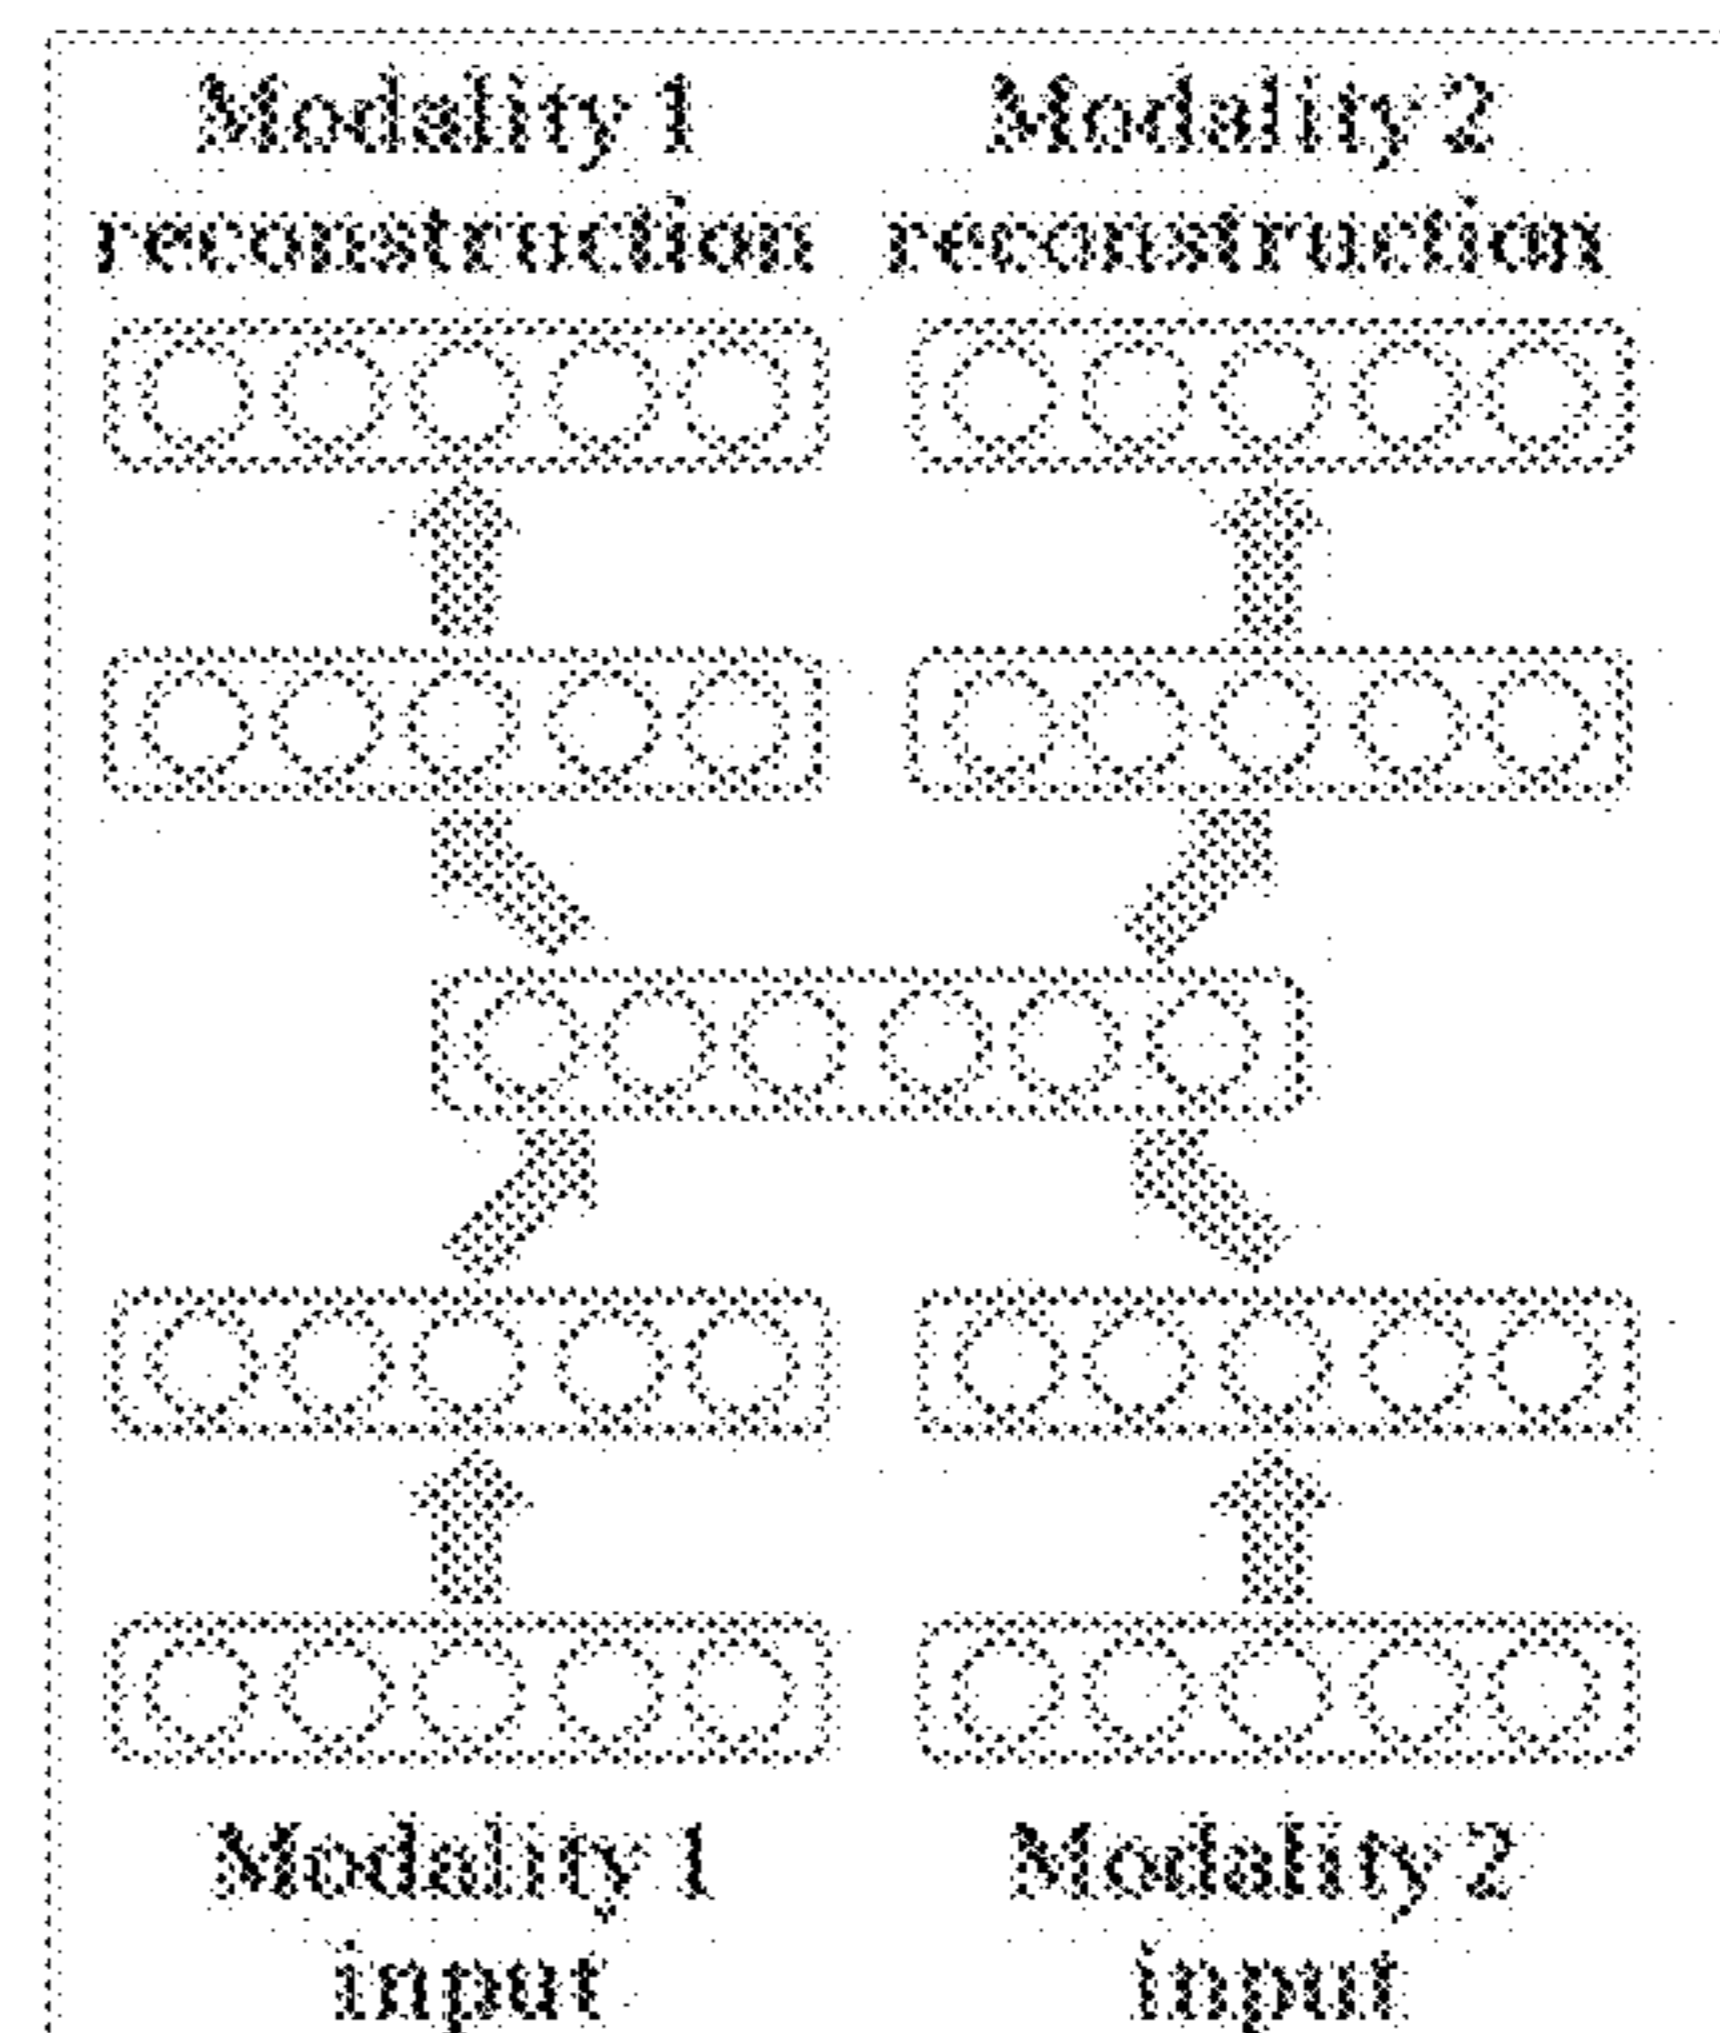 Modality 1
reconstruction
Modality 2
reconstruction
Modality 1
input
Modality 2
input